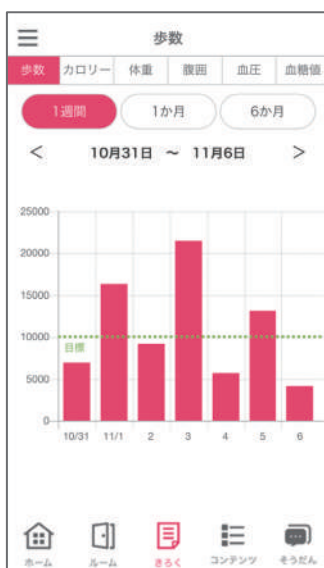 歩数
歩数 カロリー 体重 腹囲 血圧 血糖値
1週間 1か月 6か月
< 10月31日 ～ 11月6日 >
25000
20000
15000
10000
目標
5000
0
10/31 11/1 2 3 4 5 6
ホーム ルーム きろく コンテンツ そうだん